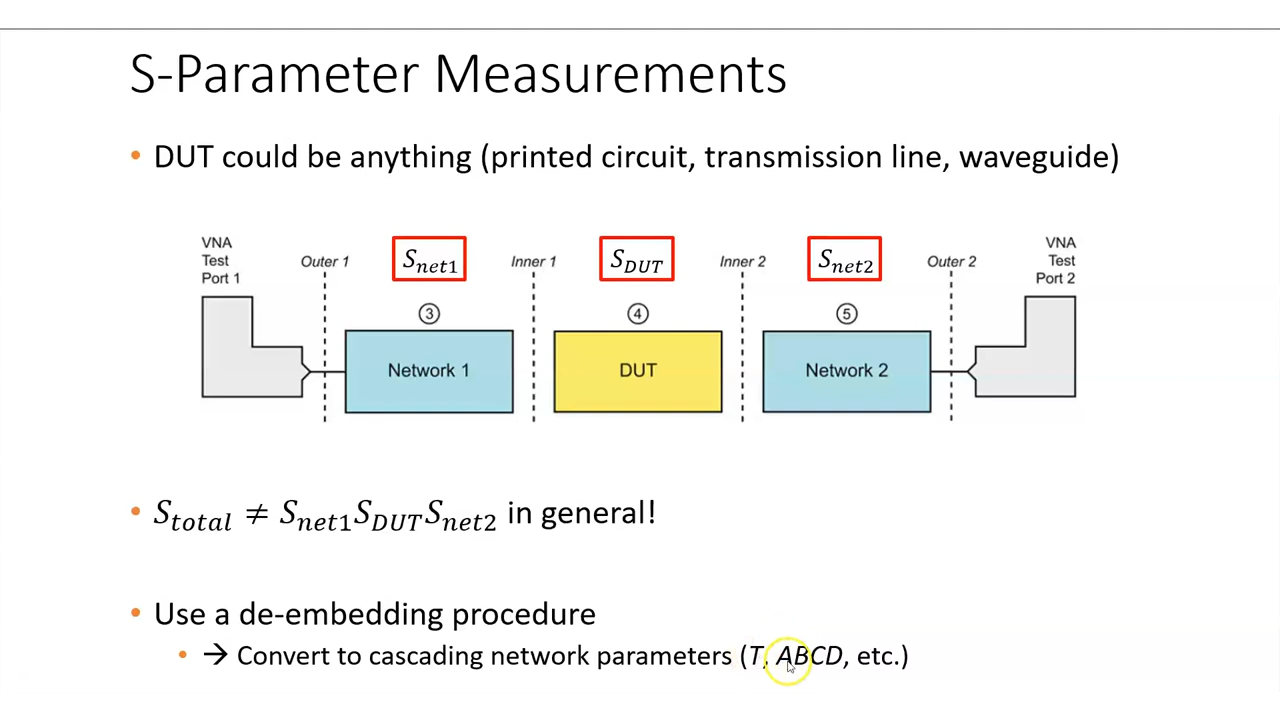 S-Parameter Measurements
• DUT could be anything (printed circuit, transmission line, waveguide)
VNA
Test
Port 1
Outer 1
S_{net1}
Inner 1
S_{DUT}
Inner 2
S_{net2}
Outer 2
VNA
Test
Port 2
③
④
⑤
Network 1
DUT
Network 2
• S_{total} ≠ S_{net1}S_{DUT}S_{net2} in general!
• Use a de-embedding procedure
• → Convert to cascading network parameters (T, ABCD, etc.)